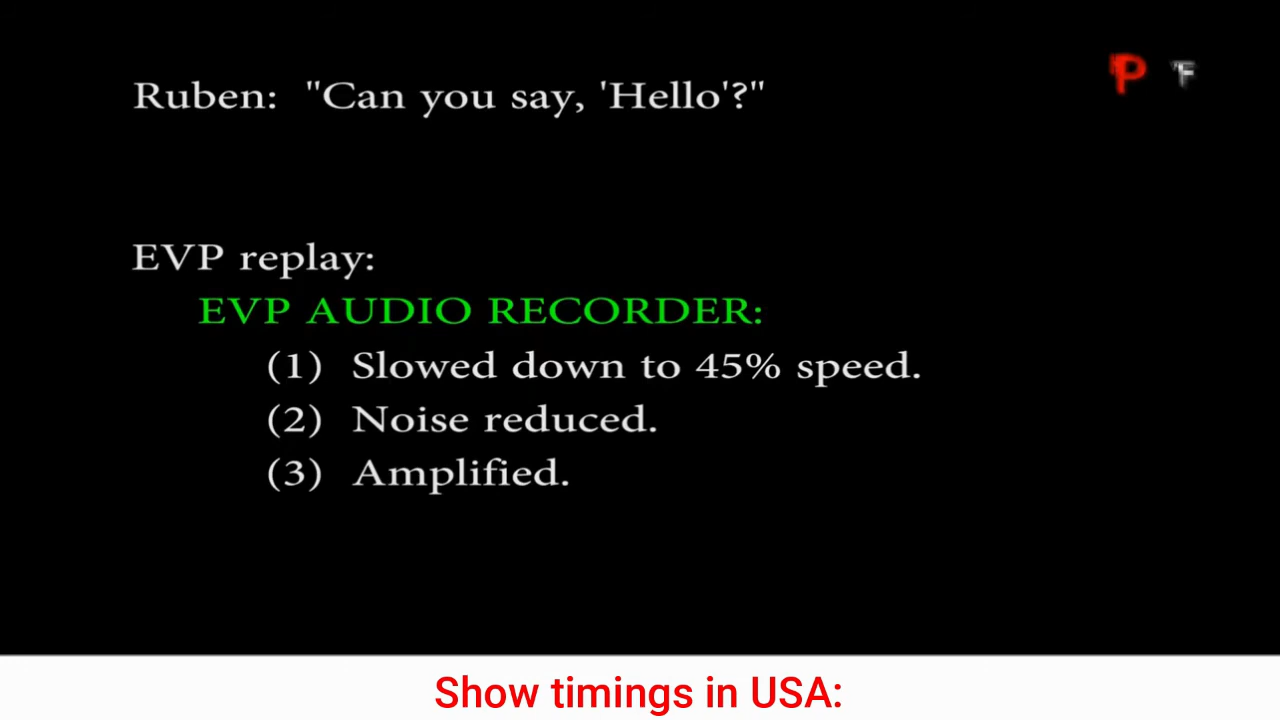 Ruben: "Can you say, 'Hello'?"
P F
EVP replay:
EVP AUDIO RECORDER:
(1) Slowed down to 45% speed.
(2) Noise reduced.
(3) Amplified.
Show timings in USA: